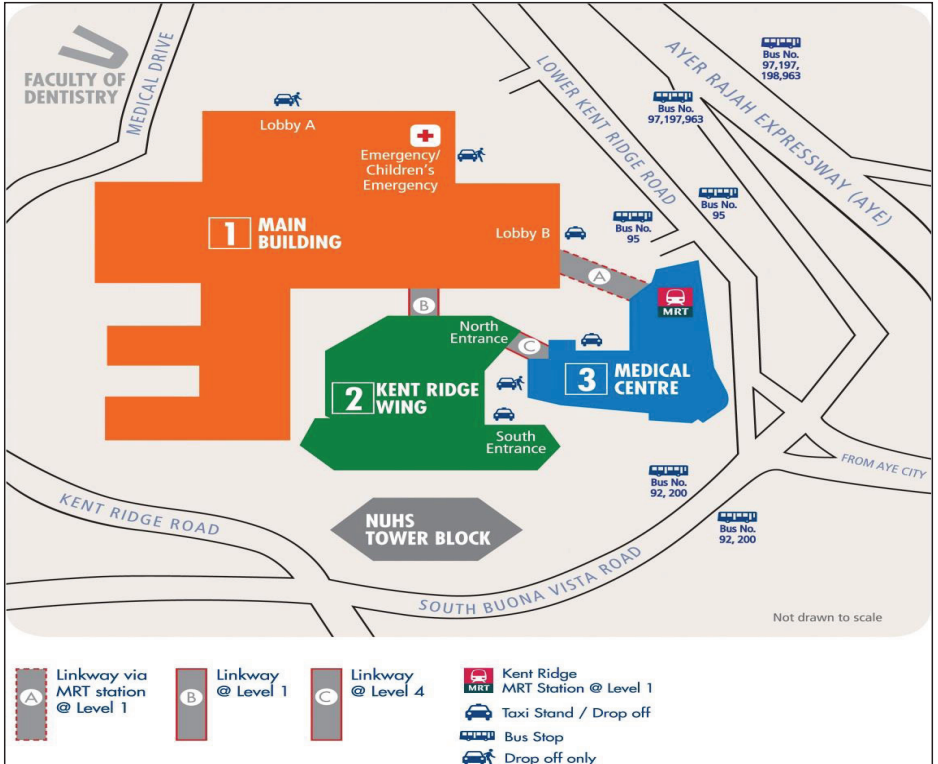 FACULTY OF
DENTISTRY
MEDICAL DRIVE
Lobby A
Emergency/
Children's
Emergency
LOWER KENT RIDGE ROAD
Bus No.
97,197,
198,963
AYER RAJAH EXPRESSWAY (AYE)
Bus No.
97,197,963
Bus No.
95
Bus No.
95
1 MAIN
BUILDING
Lobby B
A
MRT
B
North
Entrance
C
2 KENT RIDGE
WING
3 MEDICAL
CENTRE
South
Entrance
FROM AYE CITY
Bus No.
92, 200
Bus No.
92, 200
KENT RIDGE ROAD
NUHS
TOWER BLOCK
SOUTH BUONA VISTA ROAD
Not drawn to scale
A
Linkway via
MRT station
@ Level 1
B
Linkway
@ Level 1
C
Linkway
@ Level 4
MRT
Kent Ridge
MRT Station @ Level 1
Taxi Stand / Drop off
Bus Stop
Drop off only